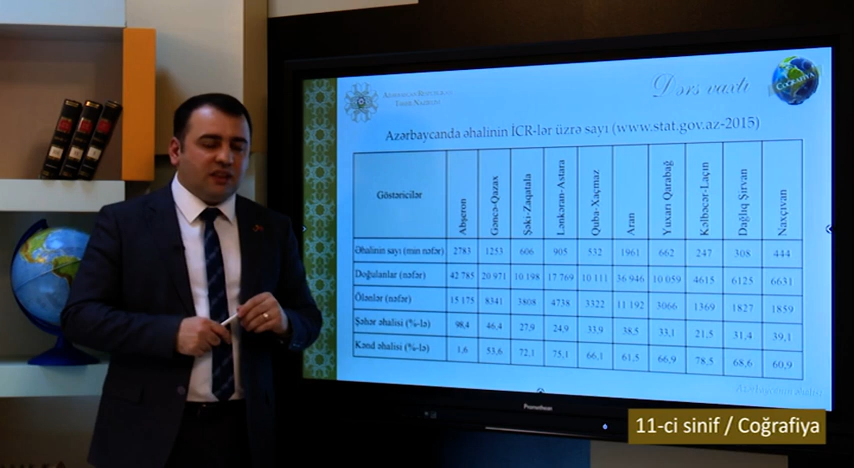 Dərs vaxtı
COĞRAFİYA
Azərbaycanda əhalinin İCR-lər üzrə sayı (www.stat.gov.az-2015)
Göstəricilər Abşeron Gəncə-Qazax Şəki-Zaqatala Lənkəran-Astara Quba-Xaçmaz Aran Yuxarı Qarabağ Kəlbəcər-Laçın Dağlıq Şirvan Naxçıvan
Əhalinin sayı (min nəfər) 2783 1253 606 905 532 1961 662 247 308 444
Doğulanlar (nəfər) 42 785 20 971 10 198 17 769 10 111 36 946 10 059 4615 6125 6631
Ölənlər (nəfər) 15 175 8341 3808 4738 3322 11 192 3066 1369 1827 1859
Şəhər əhalisi (%-lə) 98,4 46,4 27,9 24,9 33,9 38,5 33,1 21,5 31,4 39,1
Kənd əhalisi (%-lə) 1,6 53,6 72,1 75,1 66,1 61,5 66,9 78,5 68,6 60,9
Azərbaycanın əhalisi
Promethean
11-ci sinif / Coğrafiya